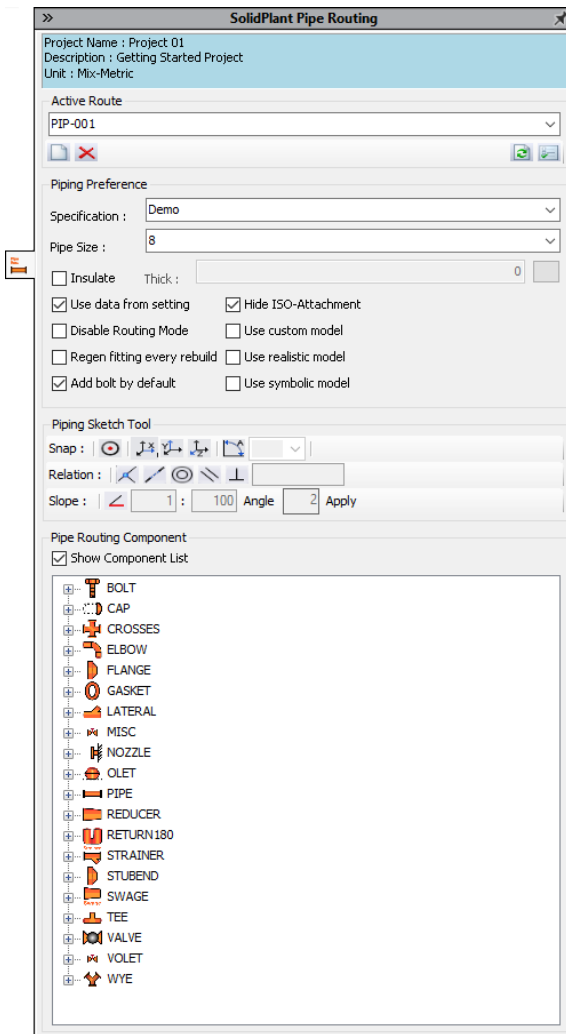 SolidPlant Pipe Routing
Project Name : Project 01
Description : Getting Started Project
Unit : Mix-Metric
Active Route
PIP-001
Piping Preference
Specification : Demo
Pipe Size : 8
Insulate Thick : 0
Use data from setting Hide ISO-Attachment
Disable Routing Mode Use custom model
Regen fitting every rebuild Use realistic model
Add bolt by default Use symbolic model
Piping Sketch Tool
Snap :
Relation :
Slope : 1 : 100 Angle 2 Apply
Pipe Routing Component
Show Component List
BOLT
CAP
CROSSES
ELBOW
FLANGE
GASKET
LATERAL
MISC
NOZZLE
OLET
PIPE
REDUCER
RETURN180
STRAINER
STUBEND
SWAGE
TEE
VALVE
VOLET
WYE